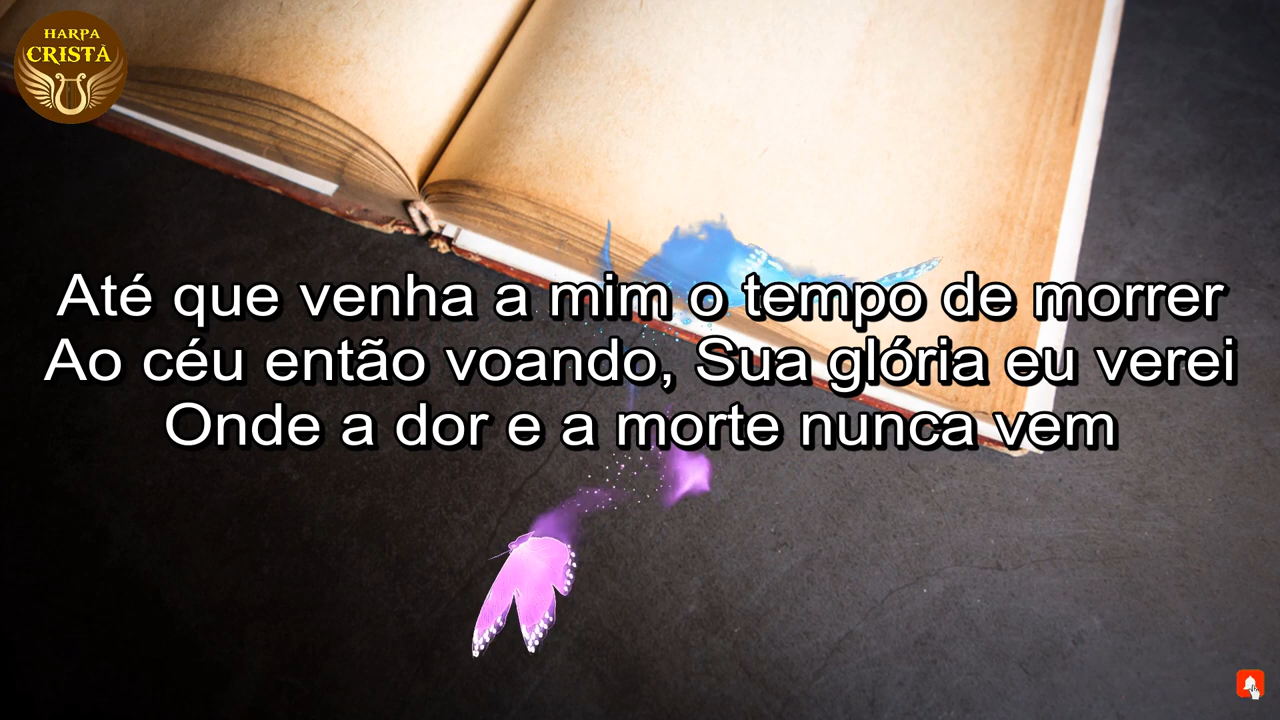 HARPA
CRISTÃ
Até que venha a mim o tempo de morrer
Ao céu então voando, Sua glória eu verei
Onde a dor e a morte nunca vem